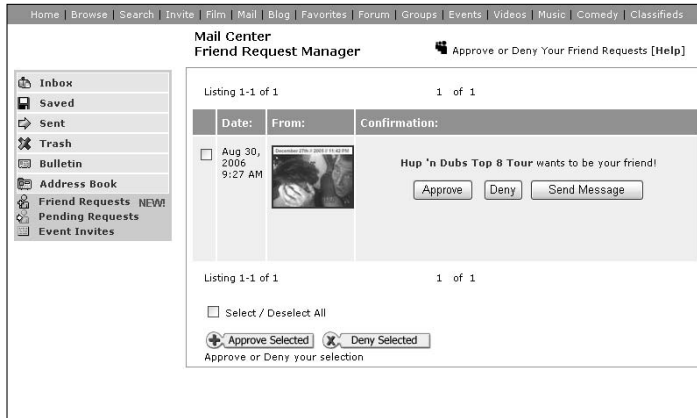 Home | Browse | Search | Invite | Film | Mail | Blog | Favorites | Forum | Groups | Events | Videos | Music | Comedy | Classifieds
Mail Center
Friend Request Manager
Approve or Deny Your Friend Requests [Help]
Inbox
Saved
Sent
Trash
Bulletin
Address Book
Friend Requests NEW!
Pending Requests
Event Invites
Listing 1-1 of 1 1 of 1
Date: From: Confirmation:
Aug 30,
2006
9:27 AM
Hup 'n Dubs Top 8 Tour wants to be your friend!
Approve Deny Send Message
Listing 1-1 of 1 1 of 1
Select / Deselect All
Approve Selected Deny Selected
Approve or Deny your selection